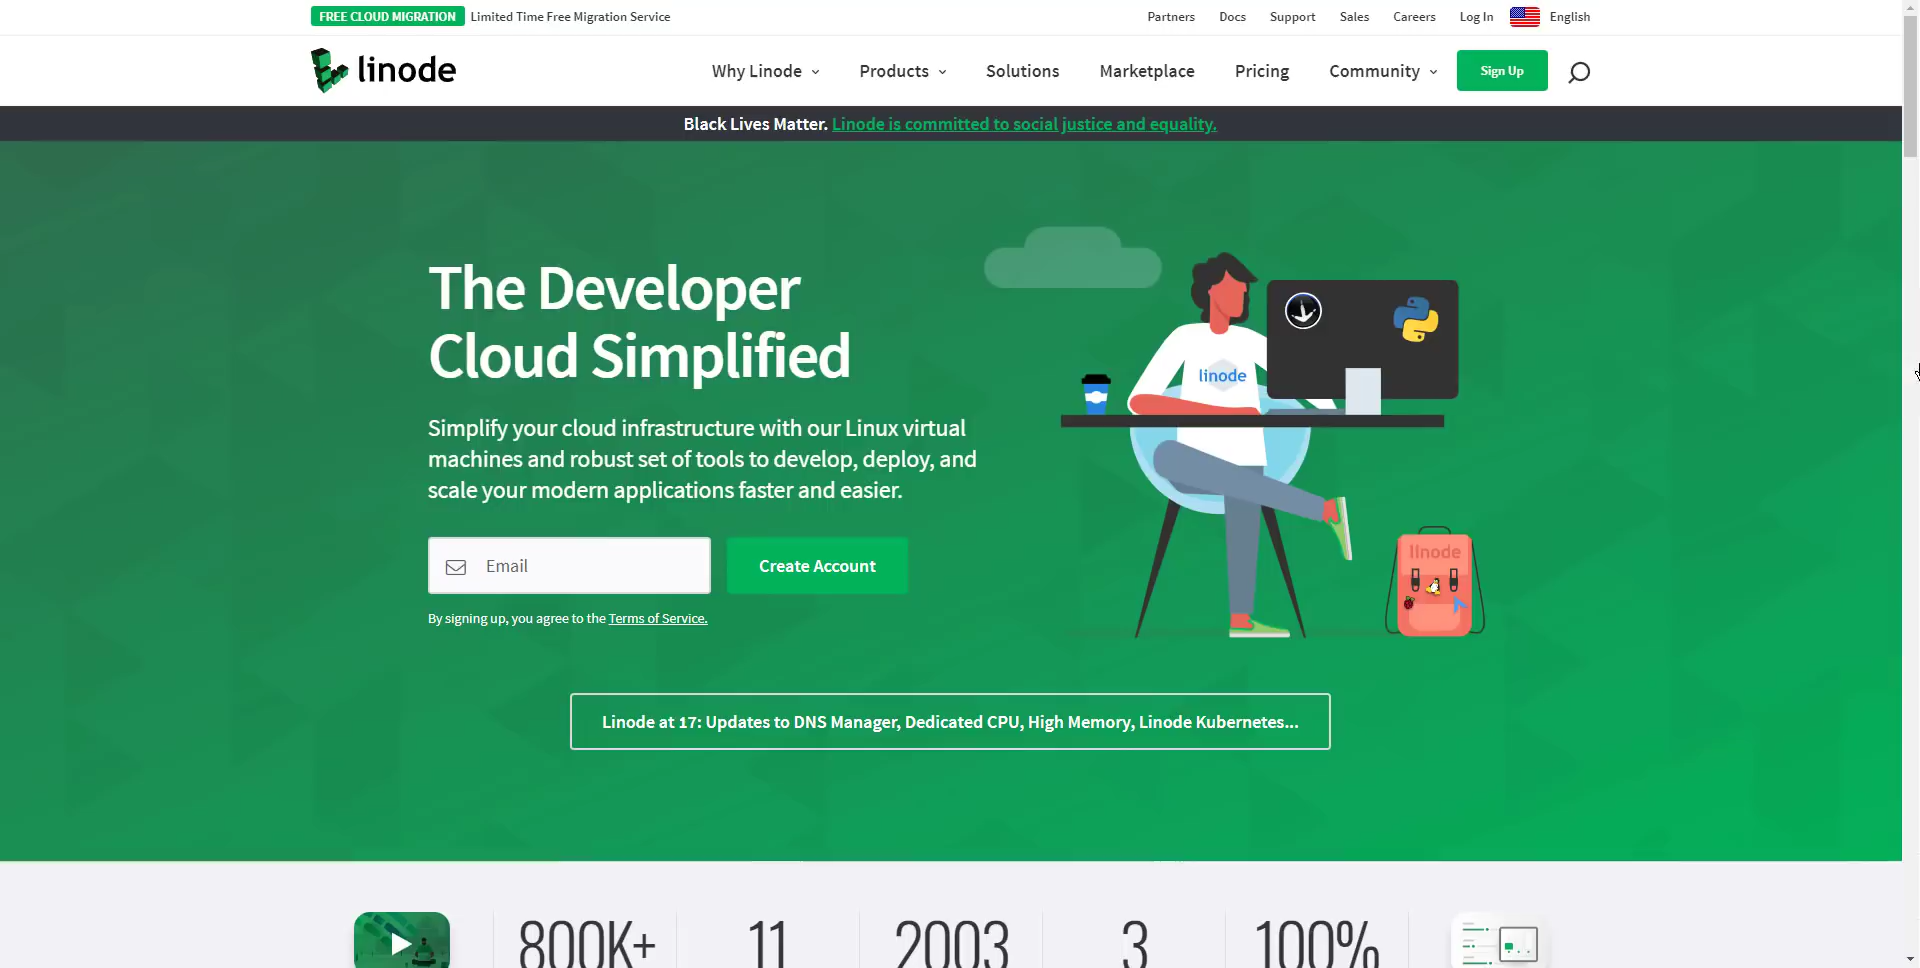 FREE CLOUD MIGRATION Limited Time Free Migration Service
Partners Docs Support Sales Careers Log In English
linode
Why Linode Products Solutions Marketplace Pricing Community Sign Up
Black Lives Matter. Linode is committed to social justice and equality.
The Developer
Cloud Simplified
Simplify your cloud infrastructure with our Linux virtual
machines and robust set of tools to develop, deploy, and
scale your modern applications faster and easier.
Email
Create Account
By signing up, you agree to the Terms of Service.
linode
linode
Linode at 17: Updates to DNS Manager, Dedicated CPU, High Memory, Linode Kubernetes...
800K+ 11 2003 3 100%